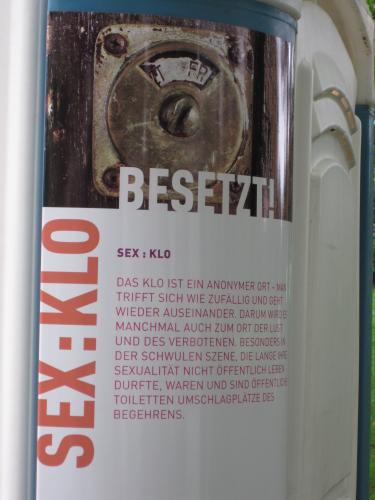 T FR
BESETZT!
SEX:KLO
SEX : KLO
DAS KLO IST EIN ANONYMER ORT – MAN
TRIFFT SICH WIE ZUFÄLLIG UND GEHT
WIEDER AUSEINANDER. DARUM WIRD ES
MANCHMAL AUCH ZUM ORT DER LUST
UND DES VERBOTENEN. BESONDERS IN
DER SCHWULEN SZENE, DIE LANGE IHRE
SEXUALITÄT NICHT ÖFFENTLICH LEBEN
DURFTE, WAREN UND SIND ÖFFENTLICHE
TOILETTEN UMSCHLAGPLÄTZE DES
BEGEHRENS.